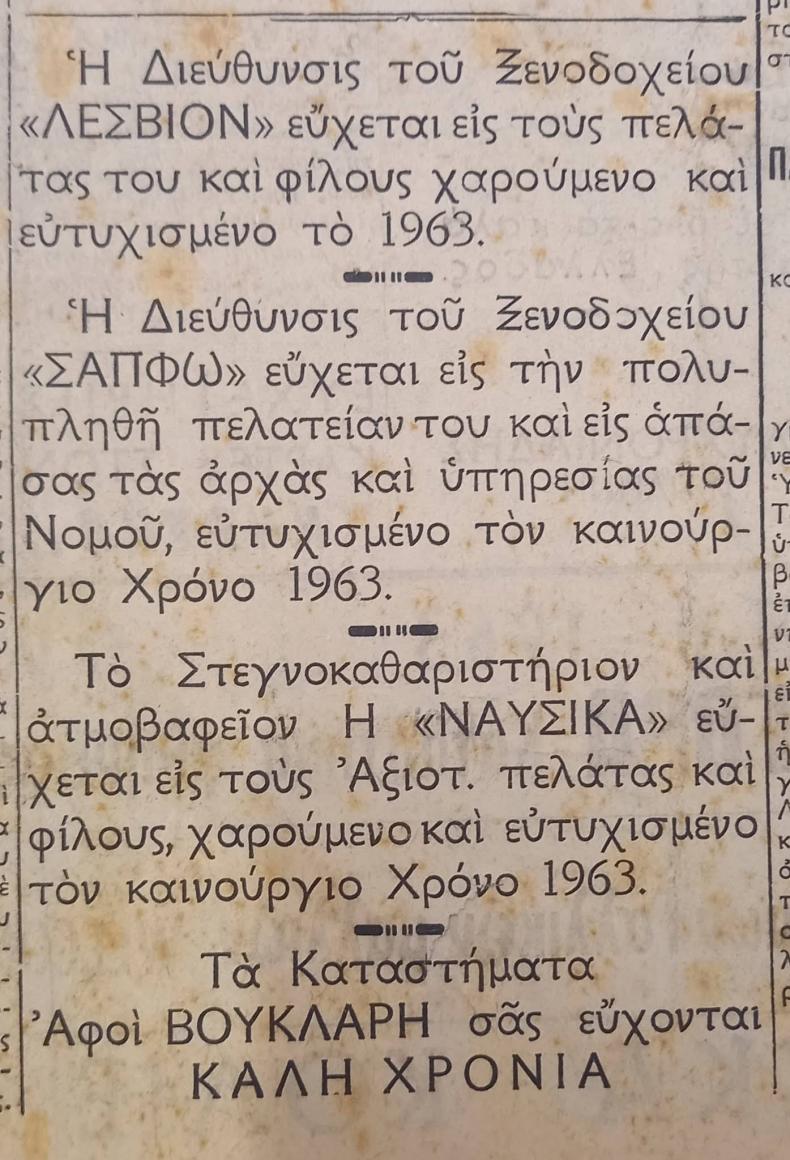 Ἡ Διεύθυνσις τοῦ Ξενοδοχείου
«ΛΕΣΒΙΟΝ» εὔχεται εἰς τοὺς πελά-
τας του καὶ φίλους χαρούμενο καὶ
εὐτυχισμένο τὸ 1963.
Ἡ Διεύθυνσις τοῦ Ξενοδοχείου
«ΣΑΠΦΩ» εὔχεται εἰς τὴν πολυ-
πληθῆ πελατείαν του καὶ εἰς ἁπά-
σας τὰς ἀρχὰς καὶ ὑπηρεσίας τοῦ
Νομοῦ, εὐτυχισμένο τὸν καινούρ-
γιο Χρόνο 1963.
Τὸ Στεγνοκαθαριστήριον καὶ
ἀτμοβαφεῖον Η «ΝΑΥΣΙΚΑ» εὔ-
χεται εἰς τοὺς Ἀξιοτ. πελάτας καὶ
φίλους, χαρούμενο καὶ εὐτυχισμένο
τὸν καινούργιο Χρόνο 1963.
Τὰ Καταστήματα
Ἀφοὶ ΒΟΥΚΛΑΡΗ σᾶς εὔχονται
ΚΑΛΗ ΧΡΟΝΙΑ